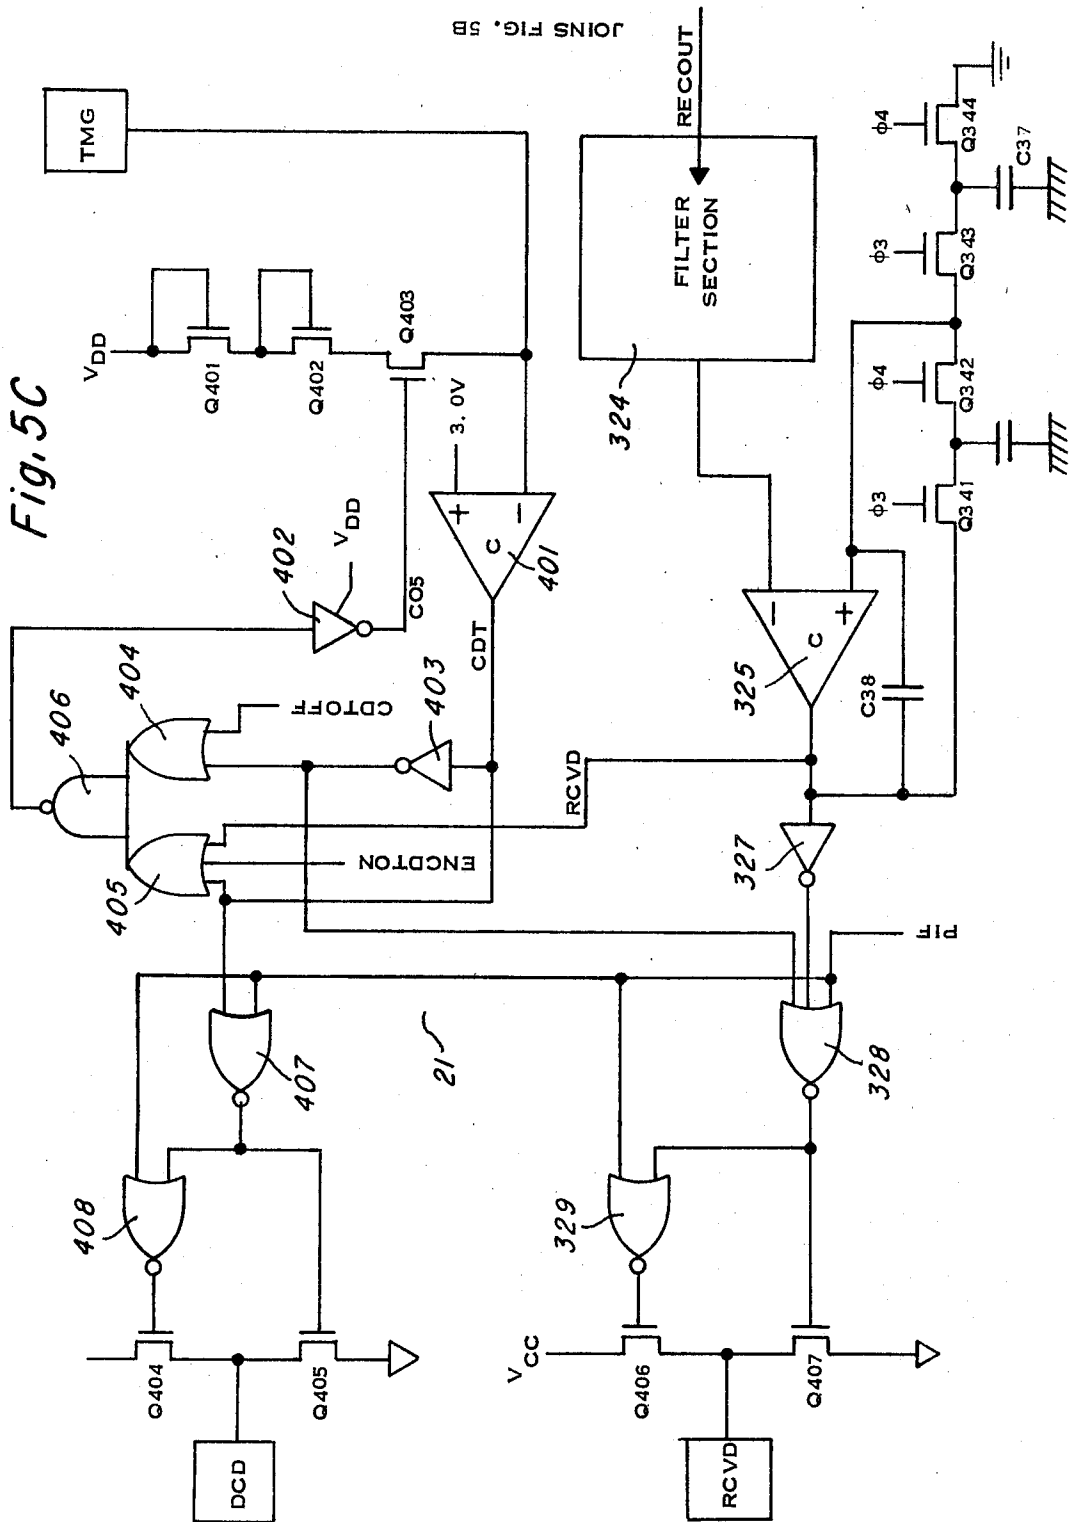 Fig. 5C
JOINS FIG. 5B
TMG
VDD
Q401
Q402
Q403
3.0V
+
−
C
401
CDT
402
VDD
CO5
404
406
405
CDTOFF
403
ENCDTON
RCVD
407
408
21
Q404
Q405
DCD
RECOUT
FILTER
SECTION
324
−
+
C
325
C38
327
PIF
328
329
VCC
Q406
Q407
RCVD
ϕ3
Q341
ϕ4
Q342
ϕ3
Q343
ϕ4
Q344
C37